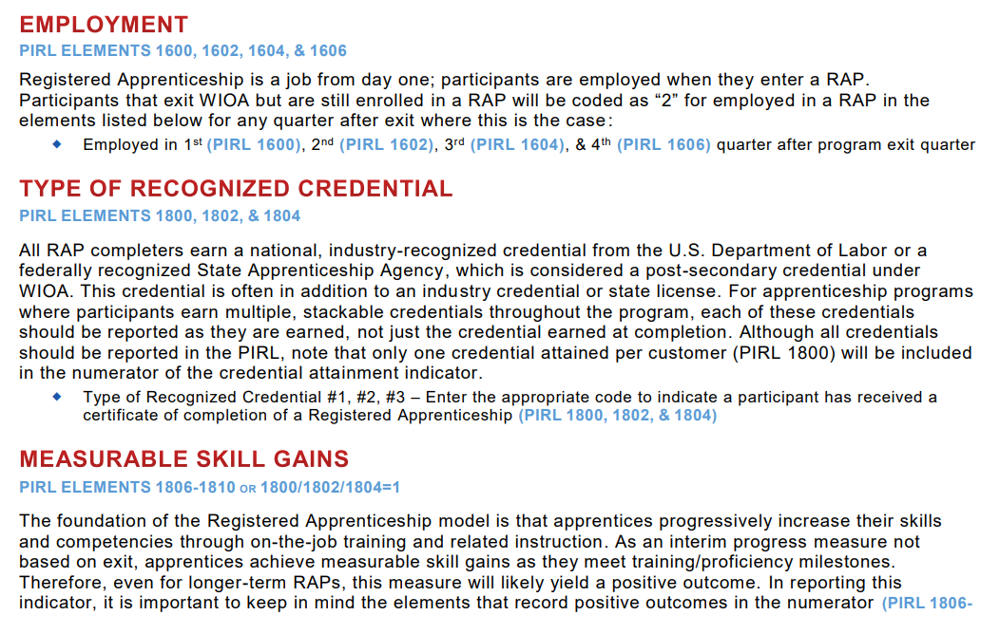 EMPLOYMENT
PIRL ELEMENTS 1600, 1602, 1604, & 1606
Registered Apprenticeship is a job from day one; participants are employed when they enter a RAP.
Participants that exit WIOA but are still enrolled in a RAP will be coded as “2” for employed in a RAP in the
elements listed below for any quarter after exit where this is the case:
◆ Employed in 1st (PIRL 1600), 2nd (PIRL 1602), 3rd (PIRL 1604), & 4th (PIRL 1606) quarter after program exit quarter
TYPE OF RECOGNIZED CREDENTIAL
PIRL ELEMENTS 1800, 1802, & 1804
All RAP completers earn a national, industry-recognized credential from the U.S. Department of Labor or a
federally recognized State Apprenticeship Agency, which is considered a post-secondary credential under
WIOA. This credential is often in addition to an industry credential or state license. For apprenticeship programs
where participants earn multiple, stackable credentials throughout the program, each of these credentials
should be reported as they are earned, not just the credential earned at completion. Although all credentials
should be reported in the PIRL, note that only one credential attained per customer (PIRL 1800) will be included
in the numerator of the credential attainment indicator.
◆ Type of Recognized Credential #1, #2, #3 – Enter the appropriate code to indicate a participant has received a
certificate of completion of a Registered Apprenticeship (PIRL 1800, 1802, & 1804)
MEASURABLE SKILL GAINS
PIRL ELEMENTS 1806-1810 OR 1800/1802/1804=1
The foundation of the Registered Apprenticeship model is that apprentices progressively increase their skills
and competencies through on-the-job training and related instruction. As an interim progress measure not
based on exit, apprentices achieve measurable skill gains as they meet training/proficiency milestones.
Therefore, even for longer-term RAPs, this measure will likely yield a positive outcome. In reporting this
indicator, it is important to keep in mind the elements that record positive outcomes in the numerator (PIRL 1806-